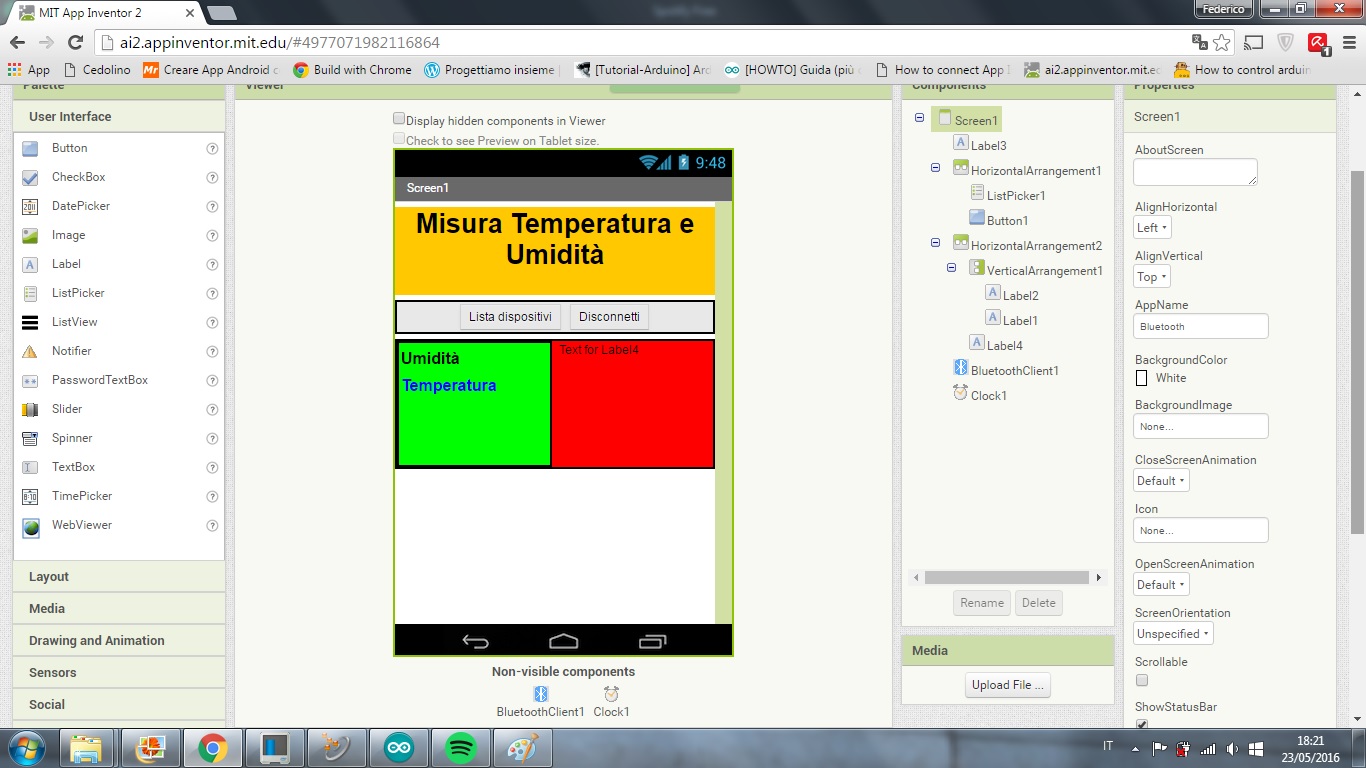 MIT App Inventor 2
Federico
ai2.appinventor.mit.edu/#4977071982116864
App
Cedolino
Creare App Android c
Build with Chrome
Progettiamo insieme
[Tutorial-Arduino] Ar
[HOWTO] Guida (più
How to connect App I
ai2.appinventor.mit.ec
How to control arduin
Palette
Viewer
Components
Properties
User Interface
Button
CheckBox
DatePicker
Image
Label
ListPicker
ListView
Notifier
PasswordTextBox
Slider
Spinner
TextBox
TimePicker
WebViewer
Layout
Media
Drawing and Animation
Sensors
Social
Display hidden components in Viewer
Check to see Preview on Tablet size.
9:48
Screen1
Misura Temperatura e
Umidità
Lista dispositivi
Disconnetti
Umidità
Temperatura
Text for Label4
Non-visible components
BluetoothClient1
Clock1
Screen1
Label3
HorizontalArrangement1
ListPicker1
Button1
HorizontalArrangement2
VerticalArrangement1
Label2
Label1
Label4
BluetoothClient1
Clock1
Rename
Delete
Media
Upload File ...
Screen1
AboutScreen
AlignHorizontal
Left
AlignVertical
Top
AppName
Bluetooth
BackgroundColor
White
BackgroundImage
None...
CloseScreenAnimation
Default
Icon
None...
OpenScreenAnimation
Default
ScreenOrientation
Unspecified
Scrollable
ShowStatusBar
IT
18:21
23/05/2016